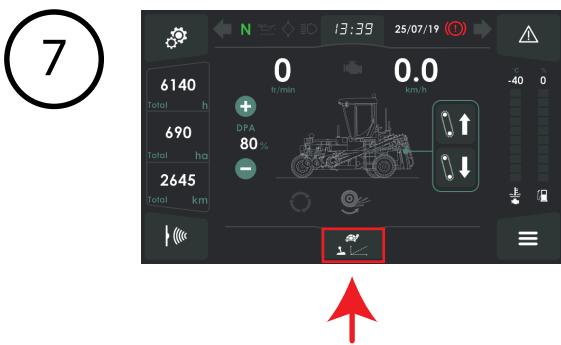 7
N 13:39 25/07/19
6140
Total h
690
Total ha
2645
Total km
0
tr/min
0.0
km/h
DPA
80 %
°C %
-40 0